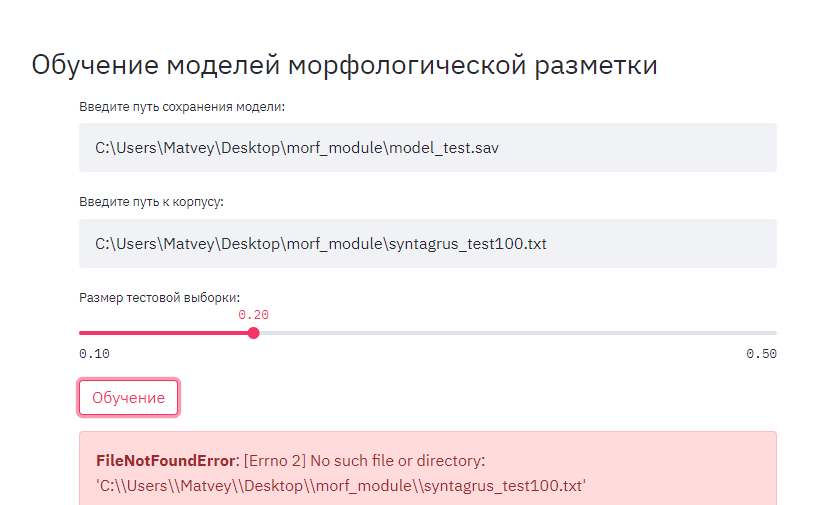 Обучение моделей морфологической разметки
Введите путь сохранения модели:
C:\Users\Matvey\Desktop\morf_module\model_test.sav
Введите путь к корпусу:
C:\Users\Matvey\Desktop\morf_module\syntagrus_test100.txt
Размер тестовой выборки:
0.20
0.10 0.50
Обучение
FileNotFoundError: [Errno 2] No such file or directory:
'C:\\Users\\Matvey\\Desktop\\morf_module\\syntagrus_test100.txt'